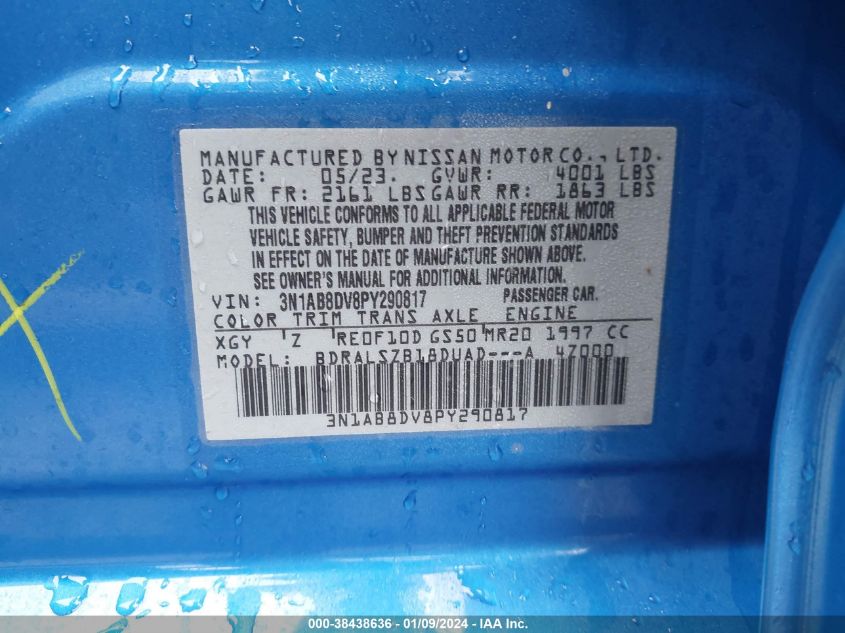 MANUFACTURED BY NISSAN MOTOR CO., LTD.
DATE: 05/23. GVWR: 4001 LBS
GAWR FR: 2161 LBS GAWR RR: 1863 LBS
THIS VEHICLE CONFORMS TO ALL APPLICABLE FEDERAL MOTOR
VEHICLE SAFETY, BUMPER AND THEFT PREVENTION STANDARDS
IN EFFECT ON THE DATE OF MANUFACTURE SHOWN ABOVE.
SEE OWNER'S MANUAL FOR ADDITIONAL INFORMATION.
VIN: 3N1AB8DV8PY290817 PASSENGER CAR.
COLOR TRIM TRANS AXLE ENGINE
XGY Z RE0F10D GS50 MR20 1997 CC
MODEL: BDRALSZB18DUAD---A 4Z000
3N1AB8DV8PY290817
000-38438636 - 01/09/2024 - IAA Inc.